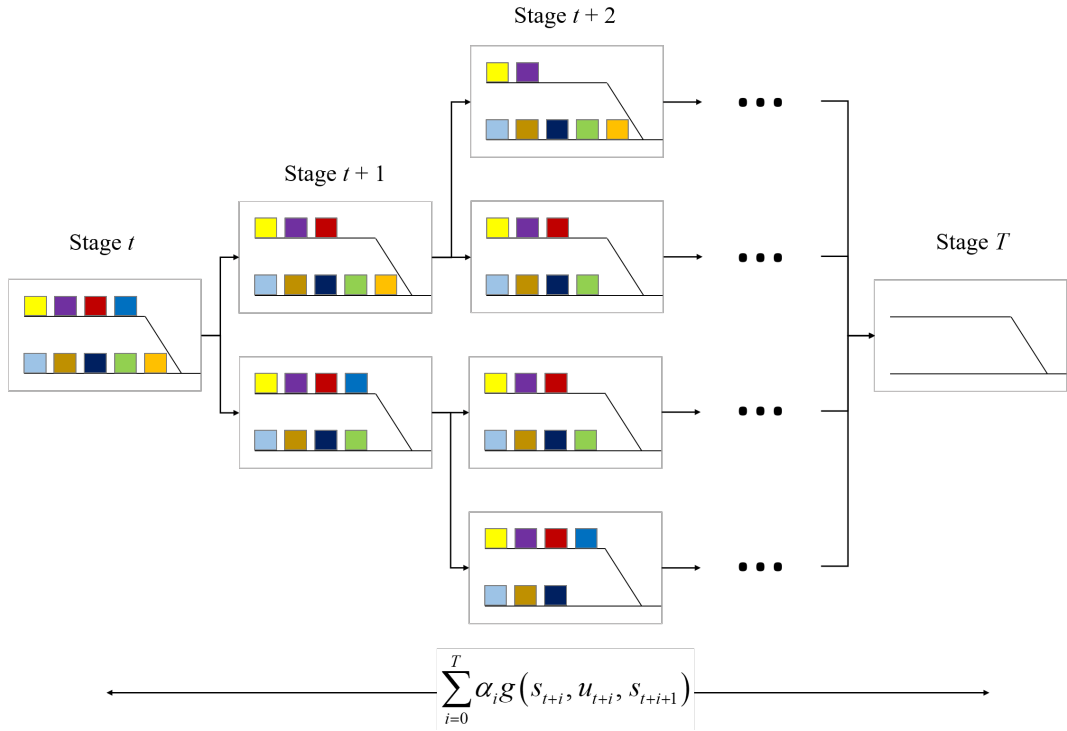 Stage t + 2
Stage t + 1
Stage t
Stage T
∑_{i=0}^{T} α_i g(s_{t+i}, u_{t+i}, s_{t+i+1})